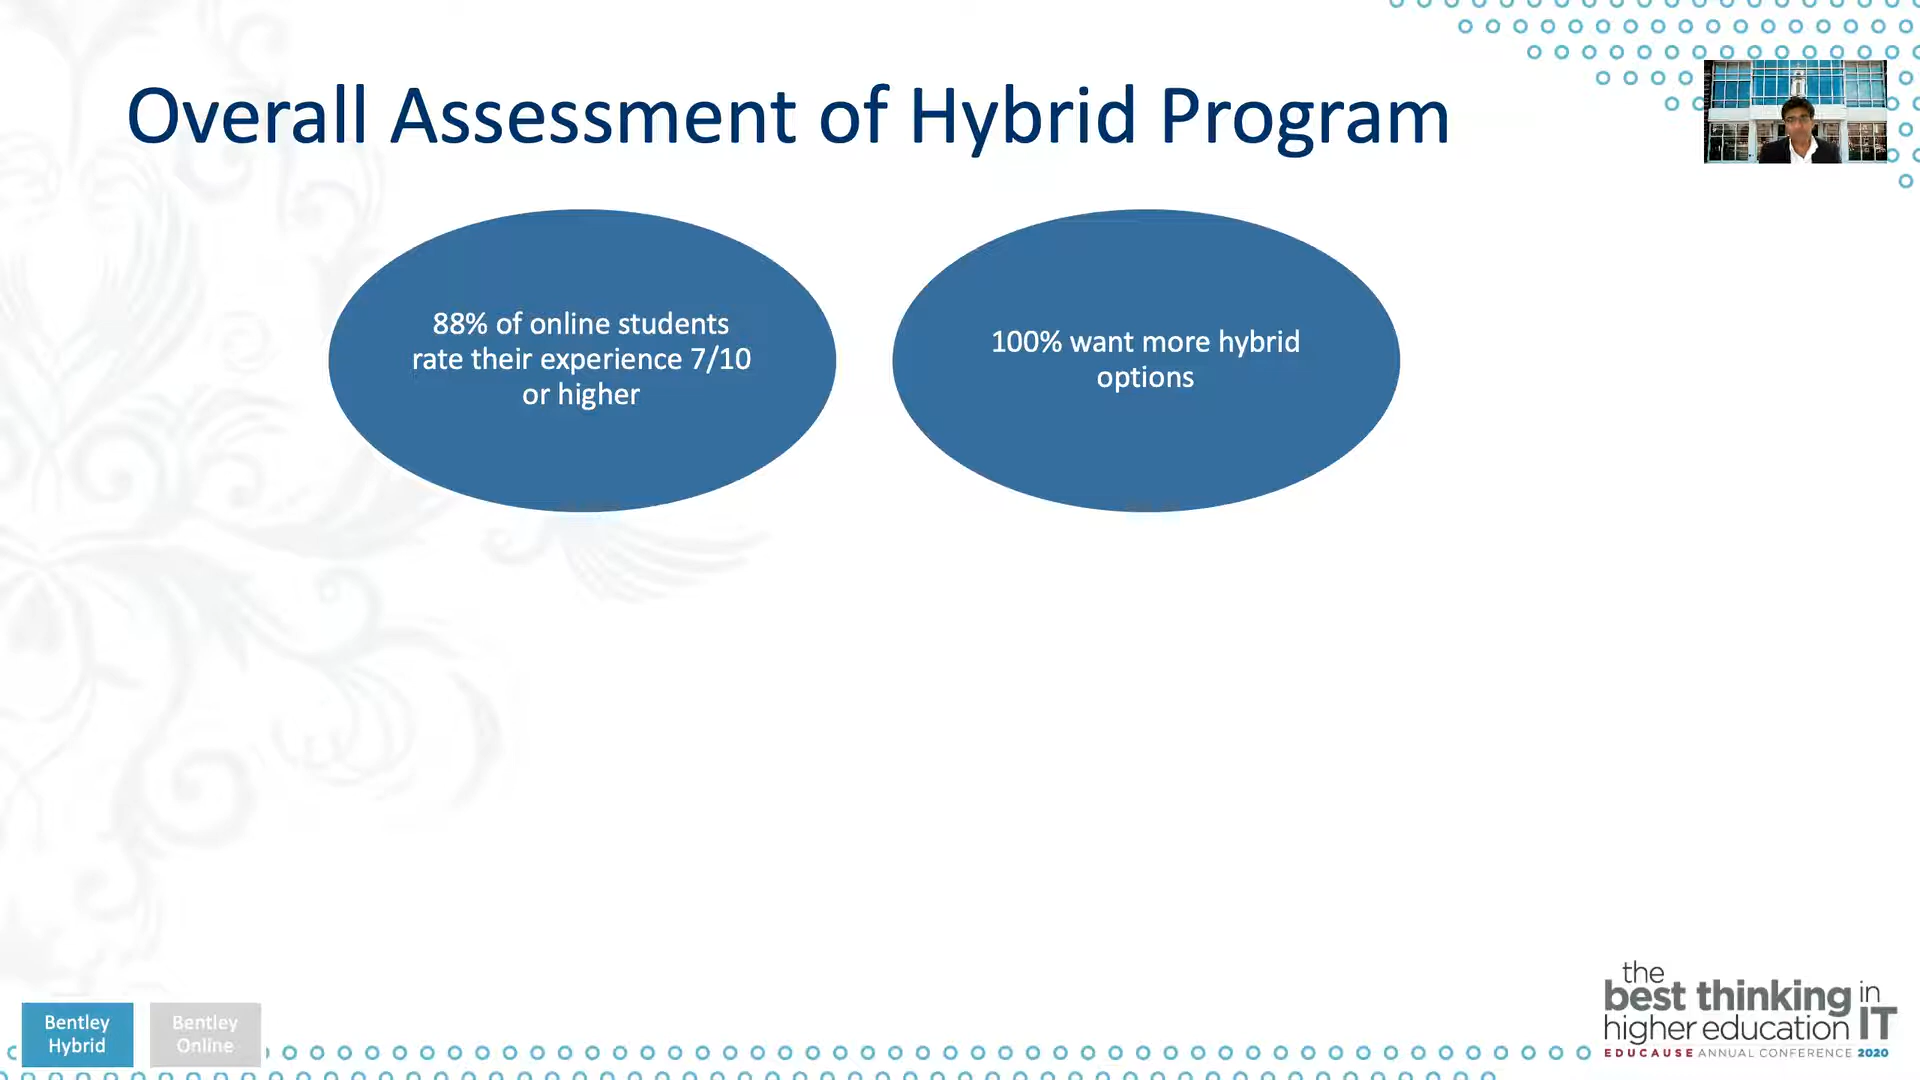 Overall Assessment of Hybrid Program
88% of online students
rate their experience 7/10
or higher
100% want more hybrid
options
Bentley
Hybrid
Bentley
Online
the
best thinking in
higher education IT
EDUCAUSE ANNUAL CONFERENCE 2020